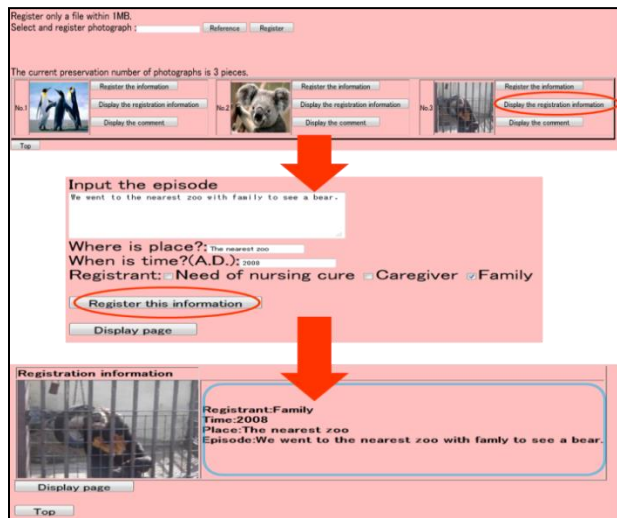 Register only a file within 1MB.
Select and register photograph : Reference Register
The current preservation number of photographs is 3 pieces.
No.1 Register the information No.2 Register the information No.3 Register the information
Display the registration information Display the registration information Display the registration information
Display the comment Display the comment Display the comment
Top
Input the episode
We went to the nearest zoo with family to see a bear.
Where is place?: The nearest zoo
When is time?(A.D.): 2008
Registrant: Need of nursing cure Caregiver Family
Register this information
Display page
Registration information
Registrant:Family
Time:2008
Place:The nearest zoo
Episode:We went to the nearest zoo with famly to see a bear.
Display page
Top